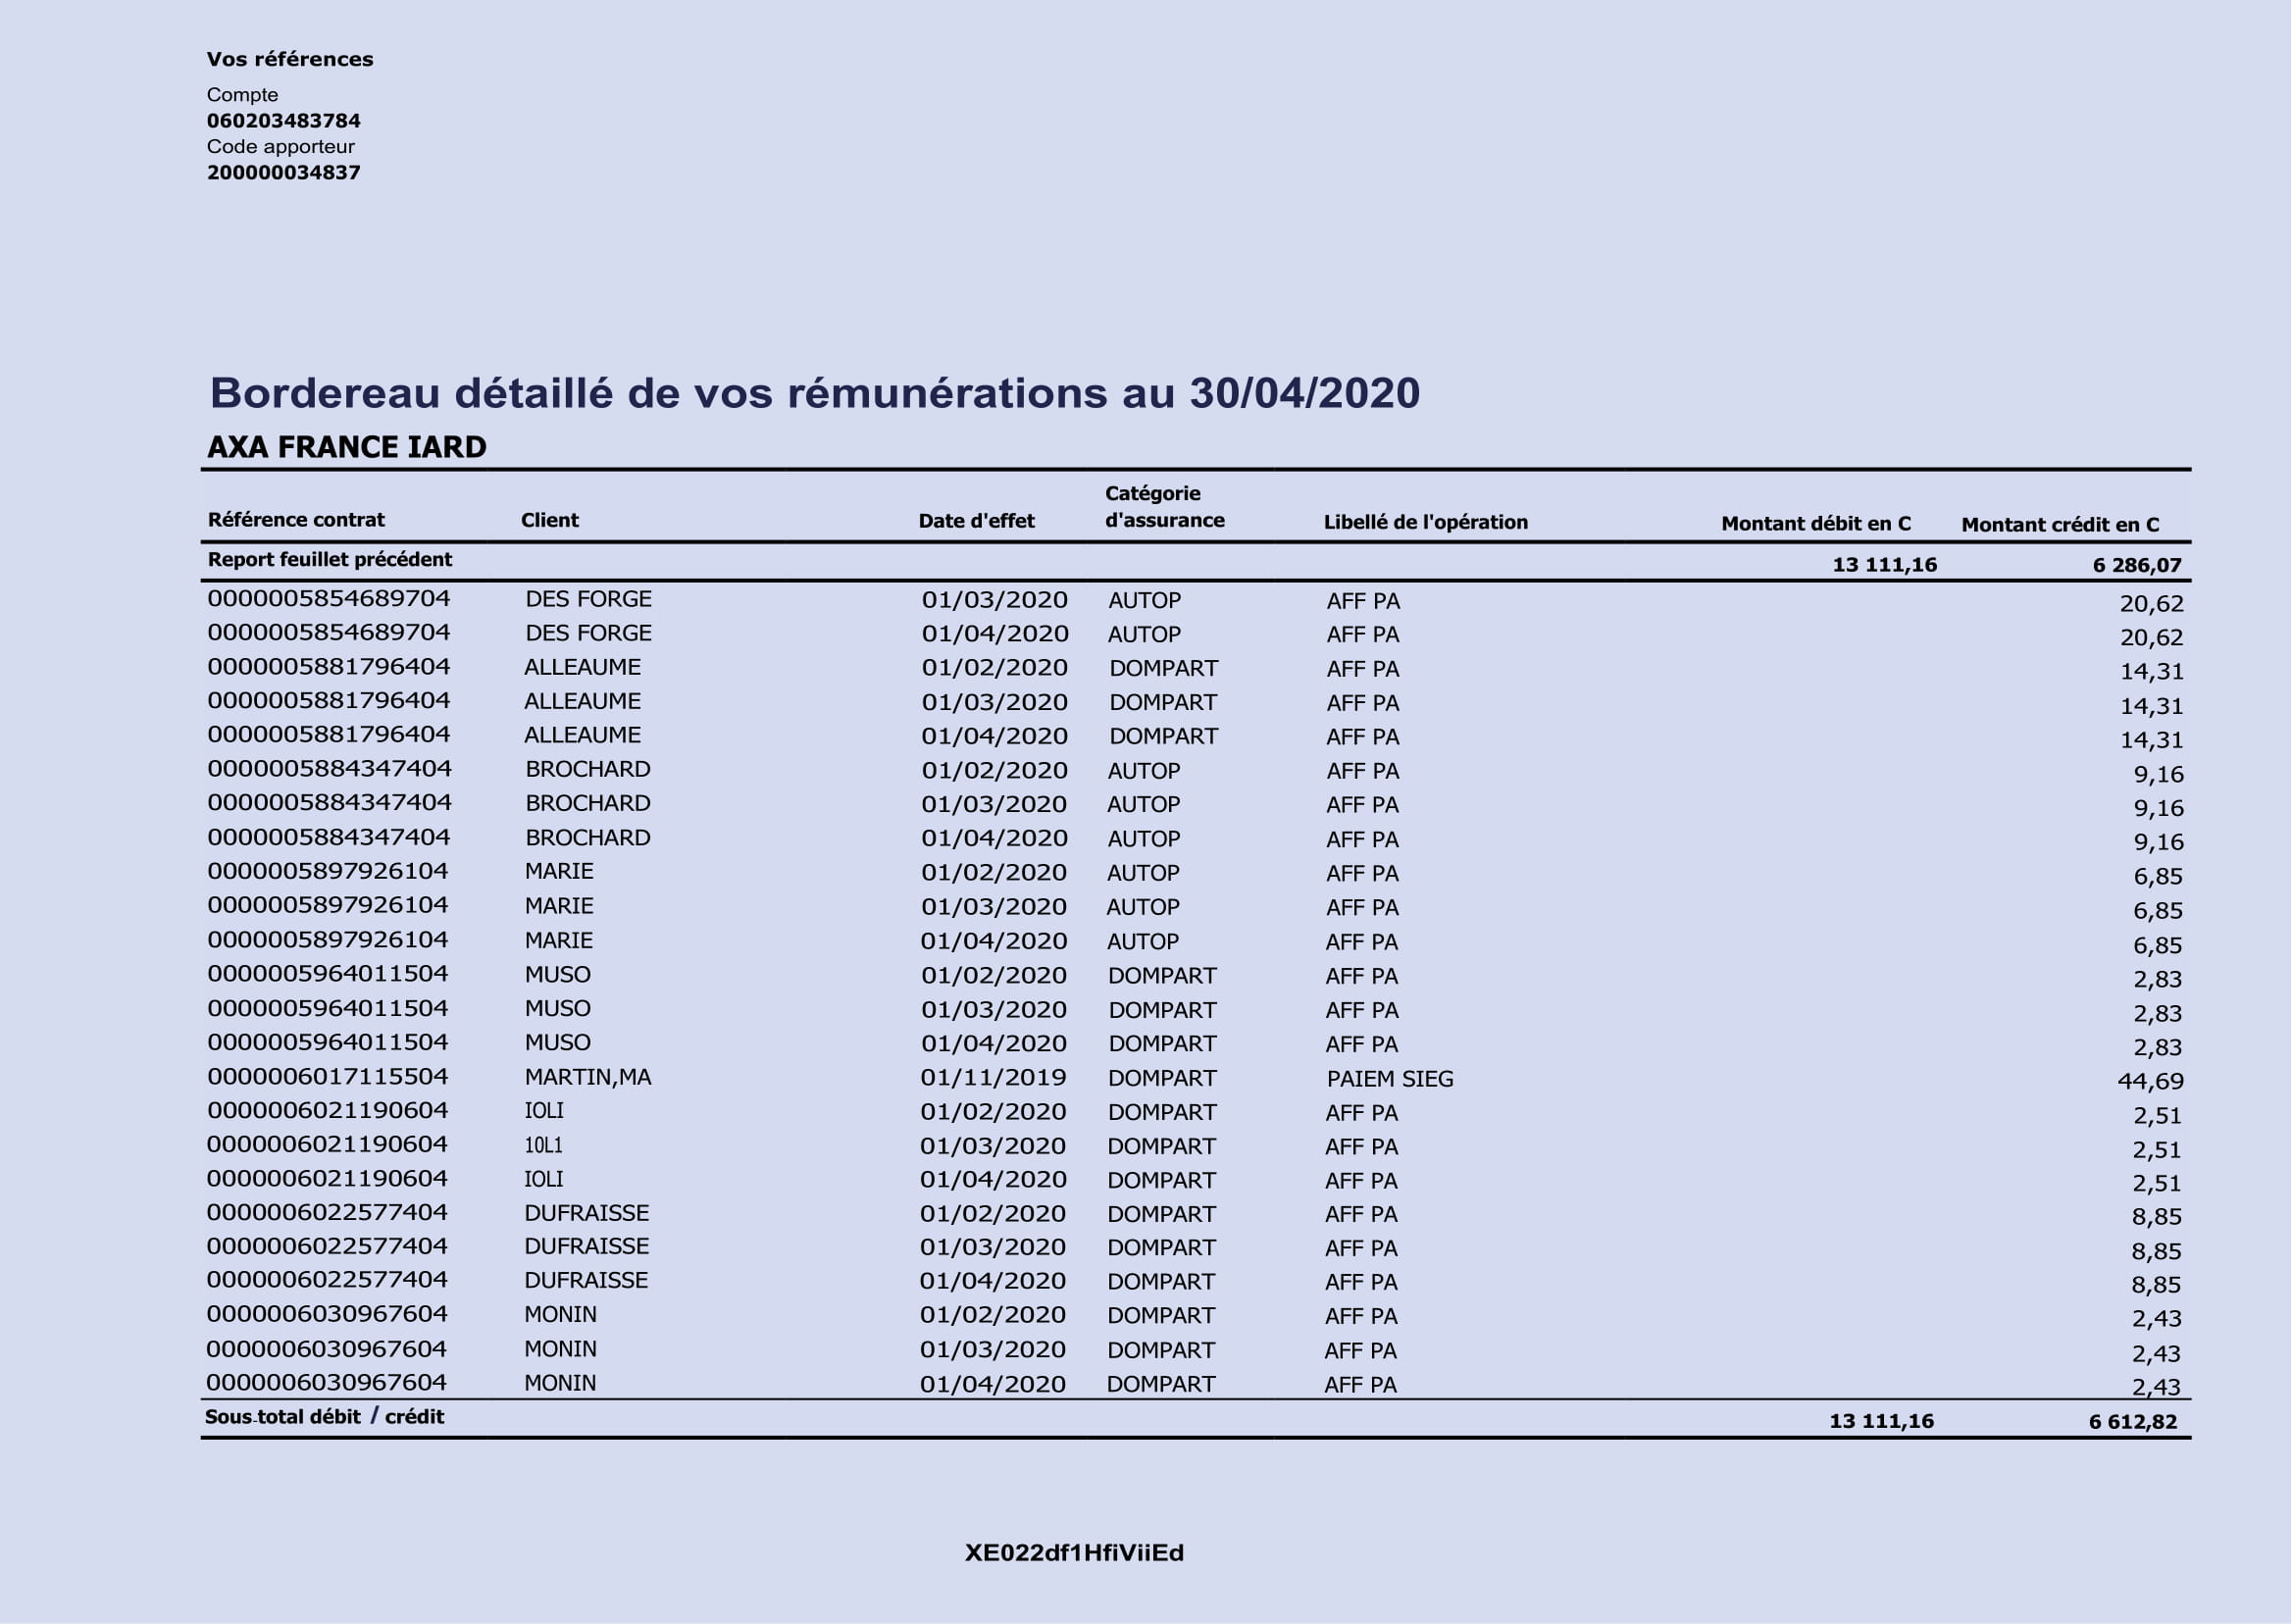 Vos références
Compte
060203483784
Code apporteur
200000034837
Bordereau détaillé de vos rémunérations au 30/04/2020
AXA FRANCE IARD
Référence contrat Client Date d'effet Catégorie d'assurance Libellé de l'opération Montant débit en C Montant crédit en C
Report feuillet précédent 13 111,16 6 286,07
0000005854689704 DES FORGE 01/03/2020 AUTOP AFF PA 20,62
0000005854689704 DES FORGE 01/04/2020 AUTOP AFF PA 20,62
0000005881796404 ALLEAUME 01/02/2020 DOMPART AFF PA 14,31
0000005881796404 ALLEAUME 01/03/2020 DOMPART AFF PA 14,31
0000005881796404 ALLEAUME 01/04/2020 DOMPART AFF PA 14,31
0000005884347404 BROCHARD 01/02/2020 AUTOP AFF PA 9,16
0000005884347404 BROCHARD 01/03/2020 AUTOP AFF PA 9,16
0000005884347404 BROCHARD 01/04/2020 AUTOP AFF PA 9,16
0000005897926104 MARIE 01/02/2020 AUTOP AFF PA 6,85
0000005897926104 MARIE 01/03/2020 AUTOP AFF PA 6,85
0000005897926104 MARIE 01/04/2020 AUTOP AFF PA 6,85
0000005964011504 MUSO 01/02/2020 DOMPART AFF PA 2,83
0000005964011504 MUSO 01/03/2020 DOMPART AFF PA 2,83
0000005964011504 MUSO 01/04/2020 DOMPART AFF PA 2,83
0000006017115504 MARTIN,MA 01/11/2019 DOMPART PAIEM SIEG 44,69
0000006021190604 IOLI 01/02/2020 DOMPART AFF PA 2,51
0000006021190604 10L1 01/03/2020 DOMPART AFF PA 2,51
0000006021190604 IOLI 01/04/2020 DOMPART AFF PA 2,51
0000006022577404 DUFRAISSE 01/02/2020 DOMPART AFF PA 8,85
0000006022577404 DUFRAISSE 01/03/2020 DOMPART AFF PA 8,85
0000006022577404 DUFRAISSE 01/04/2020 DOMPART AFF PA 8,85
0000006030967604 MONIN 01/02/2020 DOMPART AFF PA 2,43
0000006030967604 MONIN 01/03/2020 DOMPART AFF PA 2,43
0000006030967604 MONIN 01/04/2020 DOMPART AFF PA 2,43
Sous-total débit / crédit 13 111,16 6 612,82
XE022df1HfiViiEd